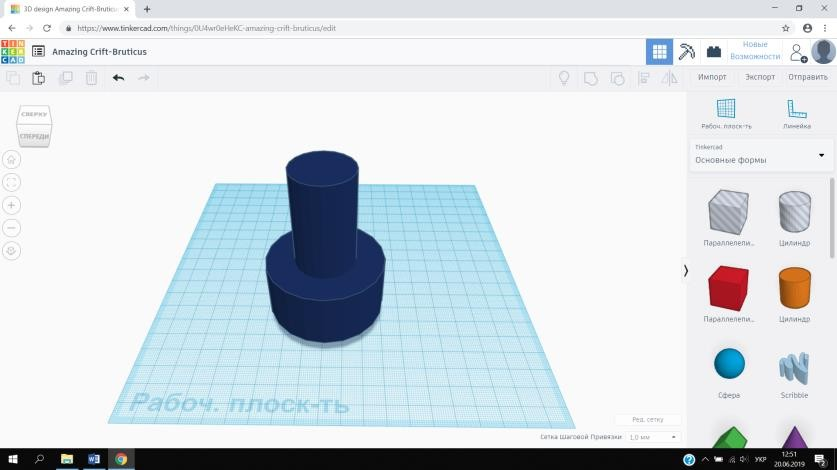 3D design Amazing Crift-Bruticus
https://www.tinkercad.com/things/0U4wr0eHeKC-amazing-crift-bruticus/edit
TIN
KER
CAD
Amazing Crift-Bruticus
Новые
Возможности
Импорт
Экспорт
Отправить
СВЕРХУ
СПЕРЕДИ
Рабоч. плоск-ть
Линейка
Tinkercad
Основные формы
Параллелепи...
Цилиндр
Параллелепи...
Цилиндр
Сфера
Scribble
Рабоч. плоск-ть
Ред. сетку
Сетка Шаговой Привязки
1,0 мм
УКР
12:51
20.06.2019